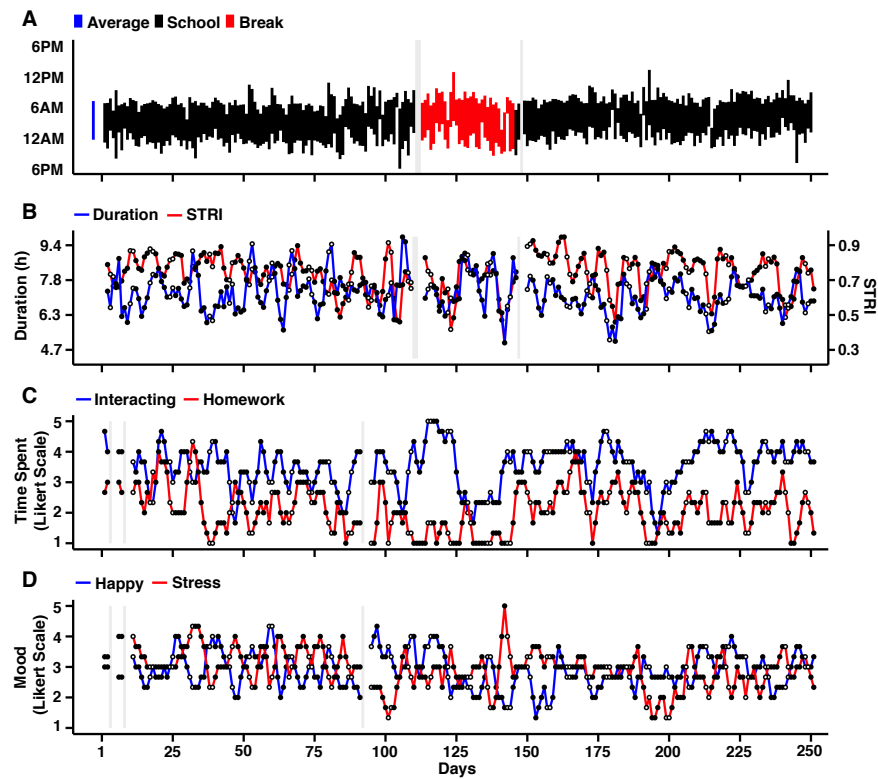 A
Average School Break
6PM
12PM
6AM
12AM
6PM
B
Duration STRI
9.4
7.8
6.3
4.7
Duration (h)
0.9
0.7
0.5
0.3
STRI
C
Interacting Homework
5
4
3
2
1
Time Spent
(Likert Scale)
D
Happy Stress
5
4
3
2
1
Mood
(Likert Scale)
1 25 50 75 100 125 150 175 200 225 250
Days